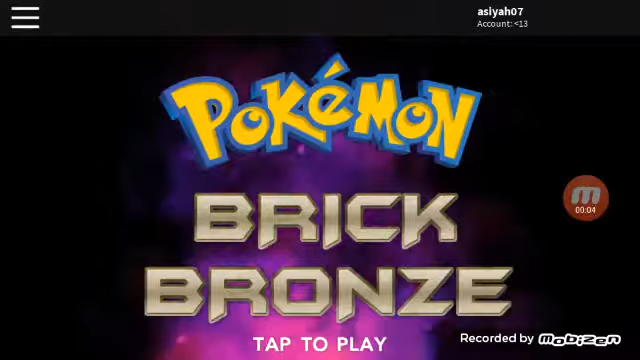 asiyah07
Account: <13
POKéMON
BRICK
BRONZE
00:04
TAP TO PLAY
Recorded by MOBIZEN